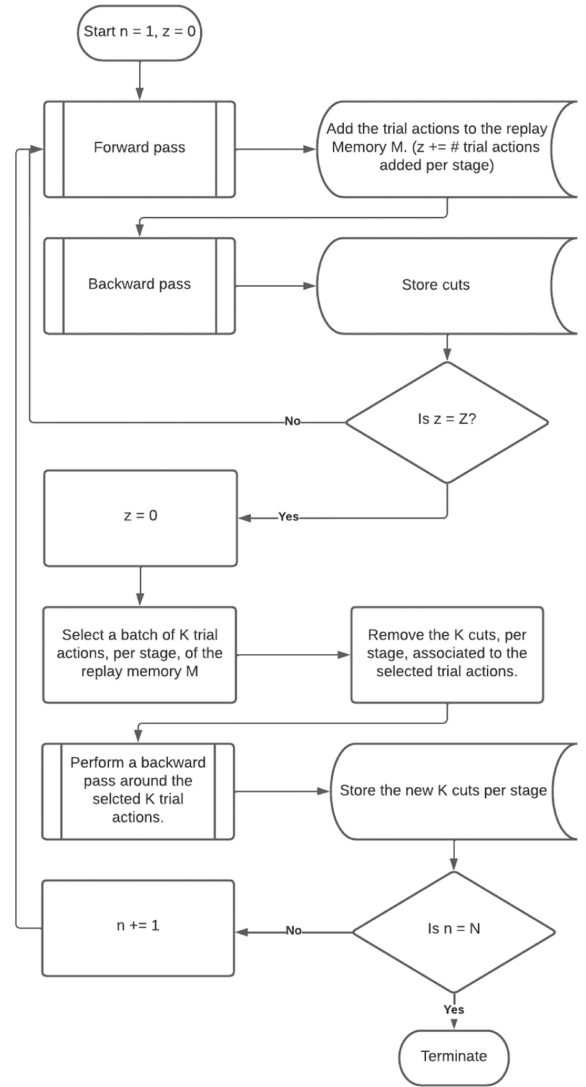 Start n = 1, z = 0
Forward pass
Add the trial actions to the replay
Memory M. (z += # trial actions
added per stage)
Backward pass
Store cuts
Is z = Z?
No
Yes
z = 0
Select a batch of K trial
actions, per stage, of the
replay memory M
Remove the K cuts, per
stage, associated to the
selected trial actions.
Perform a backward
pass around the
selcted K trial
actions.
Store the new K cuts per stage
Is n = N
No
n += 1
Yes
Terminate